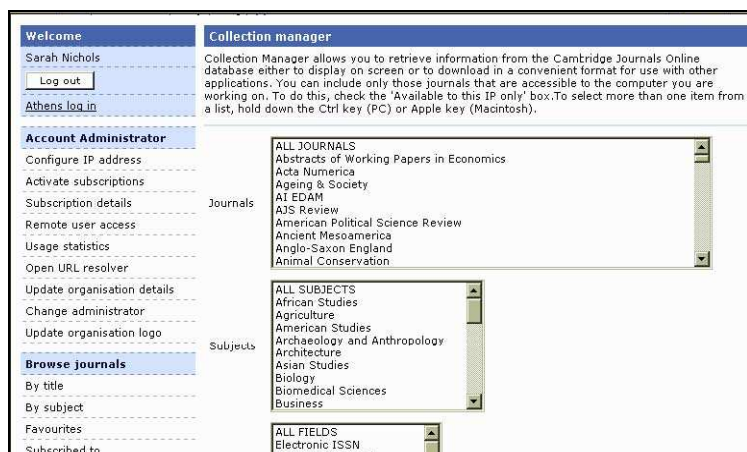 Welcome
Sarah Nichols
Log out
Athens log in
Account Administrator
Configure IP address
Activate subscriptions
Subscription details
Remote user access
Usage statistics
Open URL resolver
Update organisation details
Change administrator
Update organisation logo
Browse journals
By title
By subject
Favourites
Subscribed to
Collection manager
Collection Manager allows you to retrieve information from the Cambridge Journals Online
database either to display on screen or to download in a convenient format for use with other
applications. You can include only those journals that are accessible to the computer you are
working on. To do this, check the 'Available to this IP only' box.To select more than one item from
a list, hold down the Ctrl key (PC) or Apple key (Macintosh).
Journals
ALL JOURNALS
Abstracts of Working Papers in Economics
Acta Numerica
Ageing & Society
AI EDAM
AJS Review
American Political Science Review
Ancient Mesoamerica
Anglo-Saxon England
Animal Conservation
Subjects
ALL SUBJECTS
African Studies
Agriculture
American Studies
Archaeology and Anthropology
Architecture
Asian Studies
Biology
Biomedical Sciences
Business
ALL FIELDS
Electronic ISSN